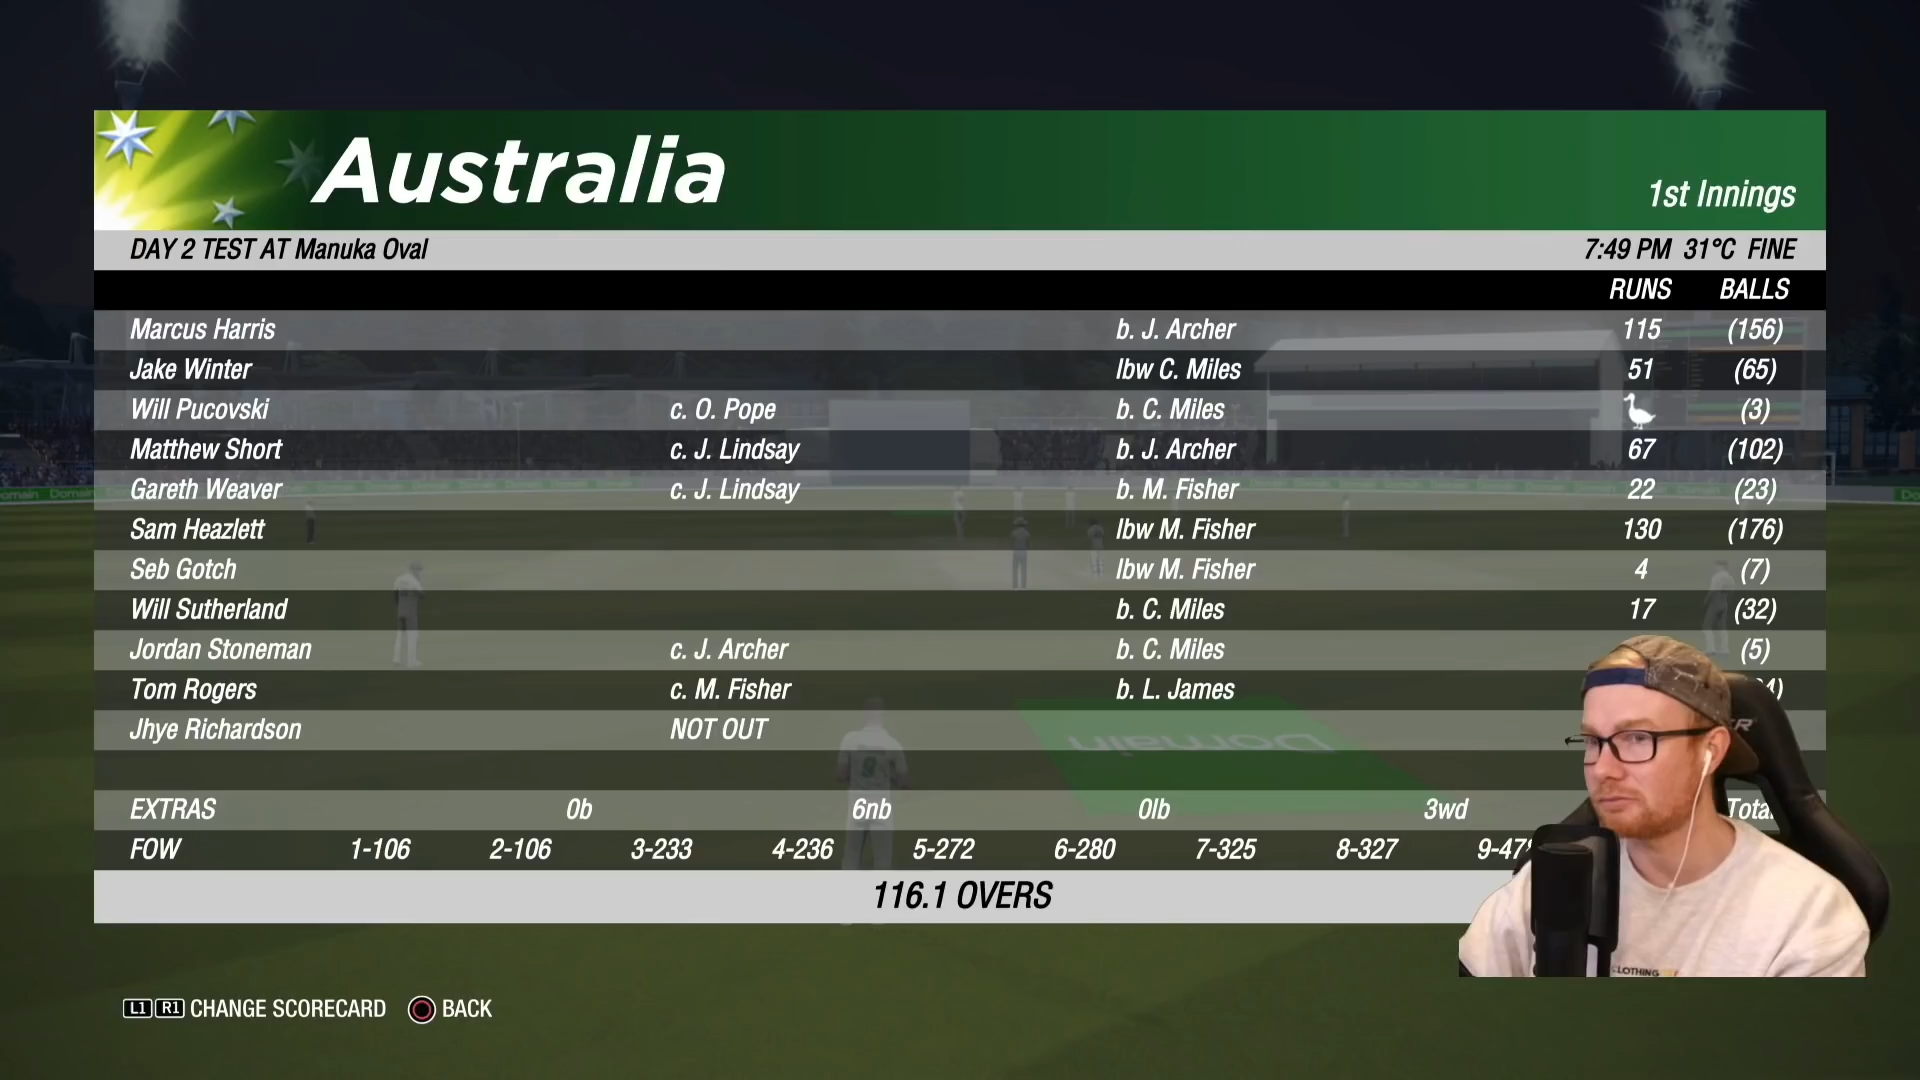 Australia
1st Innings
DAY 2 TEST AT Manuka Oval 7:49 PM 31°C FINE
RUNS BALLS
Marcus Harris b. J. Archer 115 (156)
Jake Winter lbw C. Miles 51 (65)
Will Pucovski c. O. Pope b. C. Miles (3)
Matthew Short c. J. Lindsay b. J. Archer 67 (102)
Gareth Weaver c. J. Lindsay b. M. Fisher 22 (23)
Sam Heazlett lbw M. Fisher 130 (176)
Seb Gotch lbw M. Fisher 4 (7)
Will Sutherland b. C. Miles 17 (32)
Jordan Stoneman c. J. Archer b. C. Miles (5)
Tom Rogers c. M. Fisher b. L. James
Jhye Richardson NOT OUT
EXTRAS 0b 6nb 0lb 3wd
FOW 1-106 2-106 3-233 4-236 5-272 6-280 7-325 8-327
116.1 OVERS
Domain
CLOTHING
L1 R1 CHANGE SCORECARD BACK